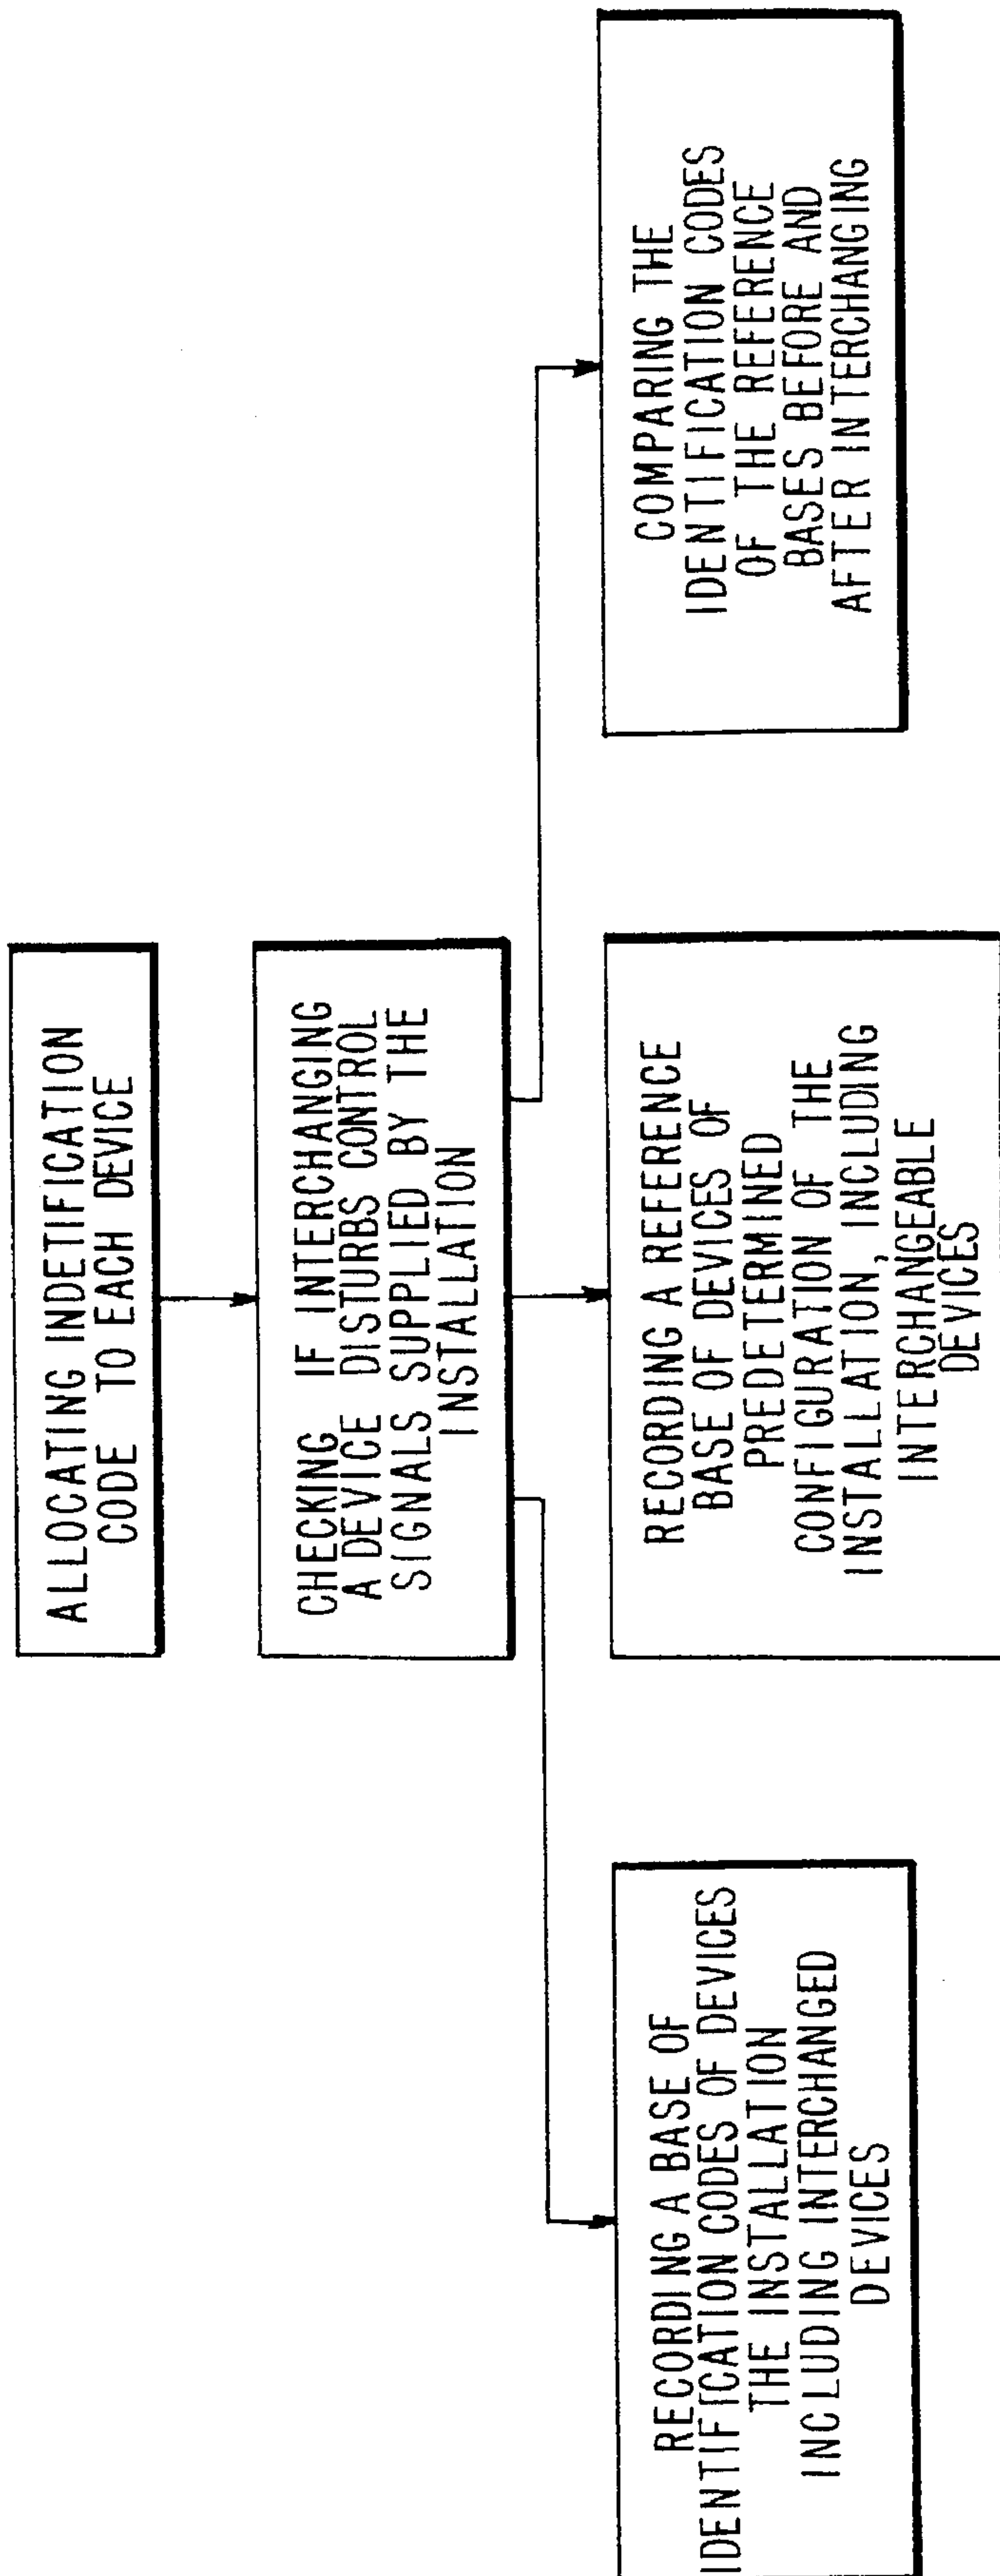 ALLOCATING INDETIFICATION
CODE TO EACH DEVICE
CHECKING IF INTERCHANGING
A DEVICE DISTURBS CONTROL
SIGNALS SUPPLIED BY THE
INSTALLATION
RECORDING A BASE OF
IDENTIFICATION CODES OF DEVICES
THE INSTALLATION
INCLUDING INTERCHANGED
DEVICES
RECORDING A REFERENCE
BASE OF DEVICES OF
PREDETERMINED
CONFIGURATION OF THE
INSTALLATION, INCLUDING
INTERCHANGEABLE
DEVICES
COMPARING THE
IDENTIFICATION CODES
OF THE REFERENCE
BASES BEFORE AND
AFTER INTERCHANGING